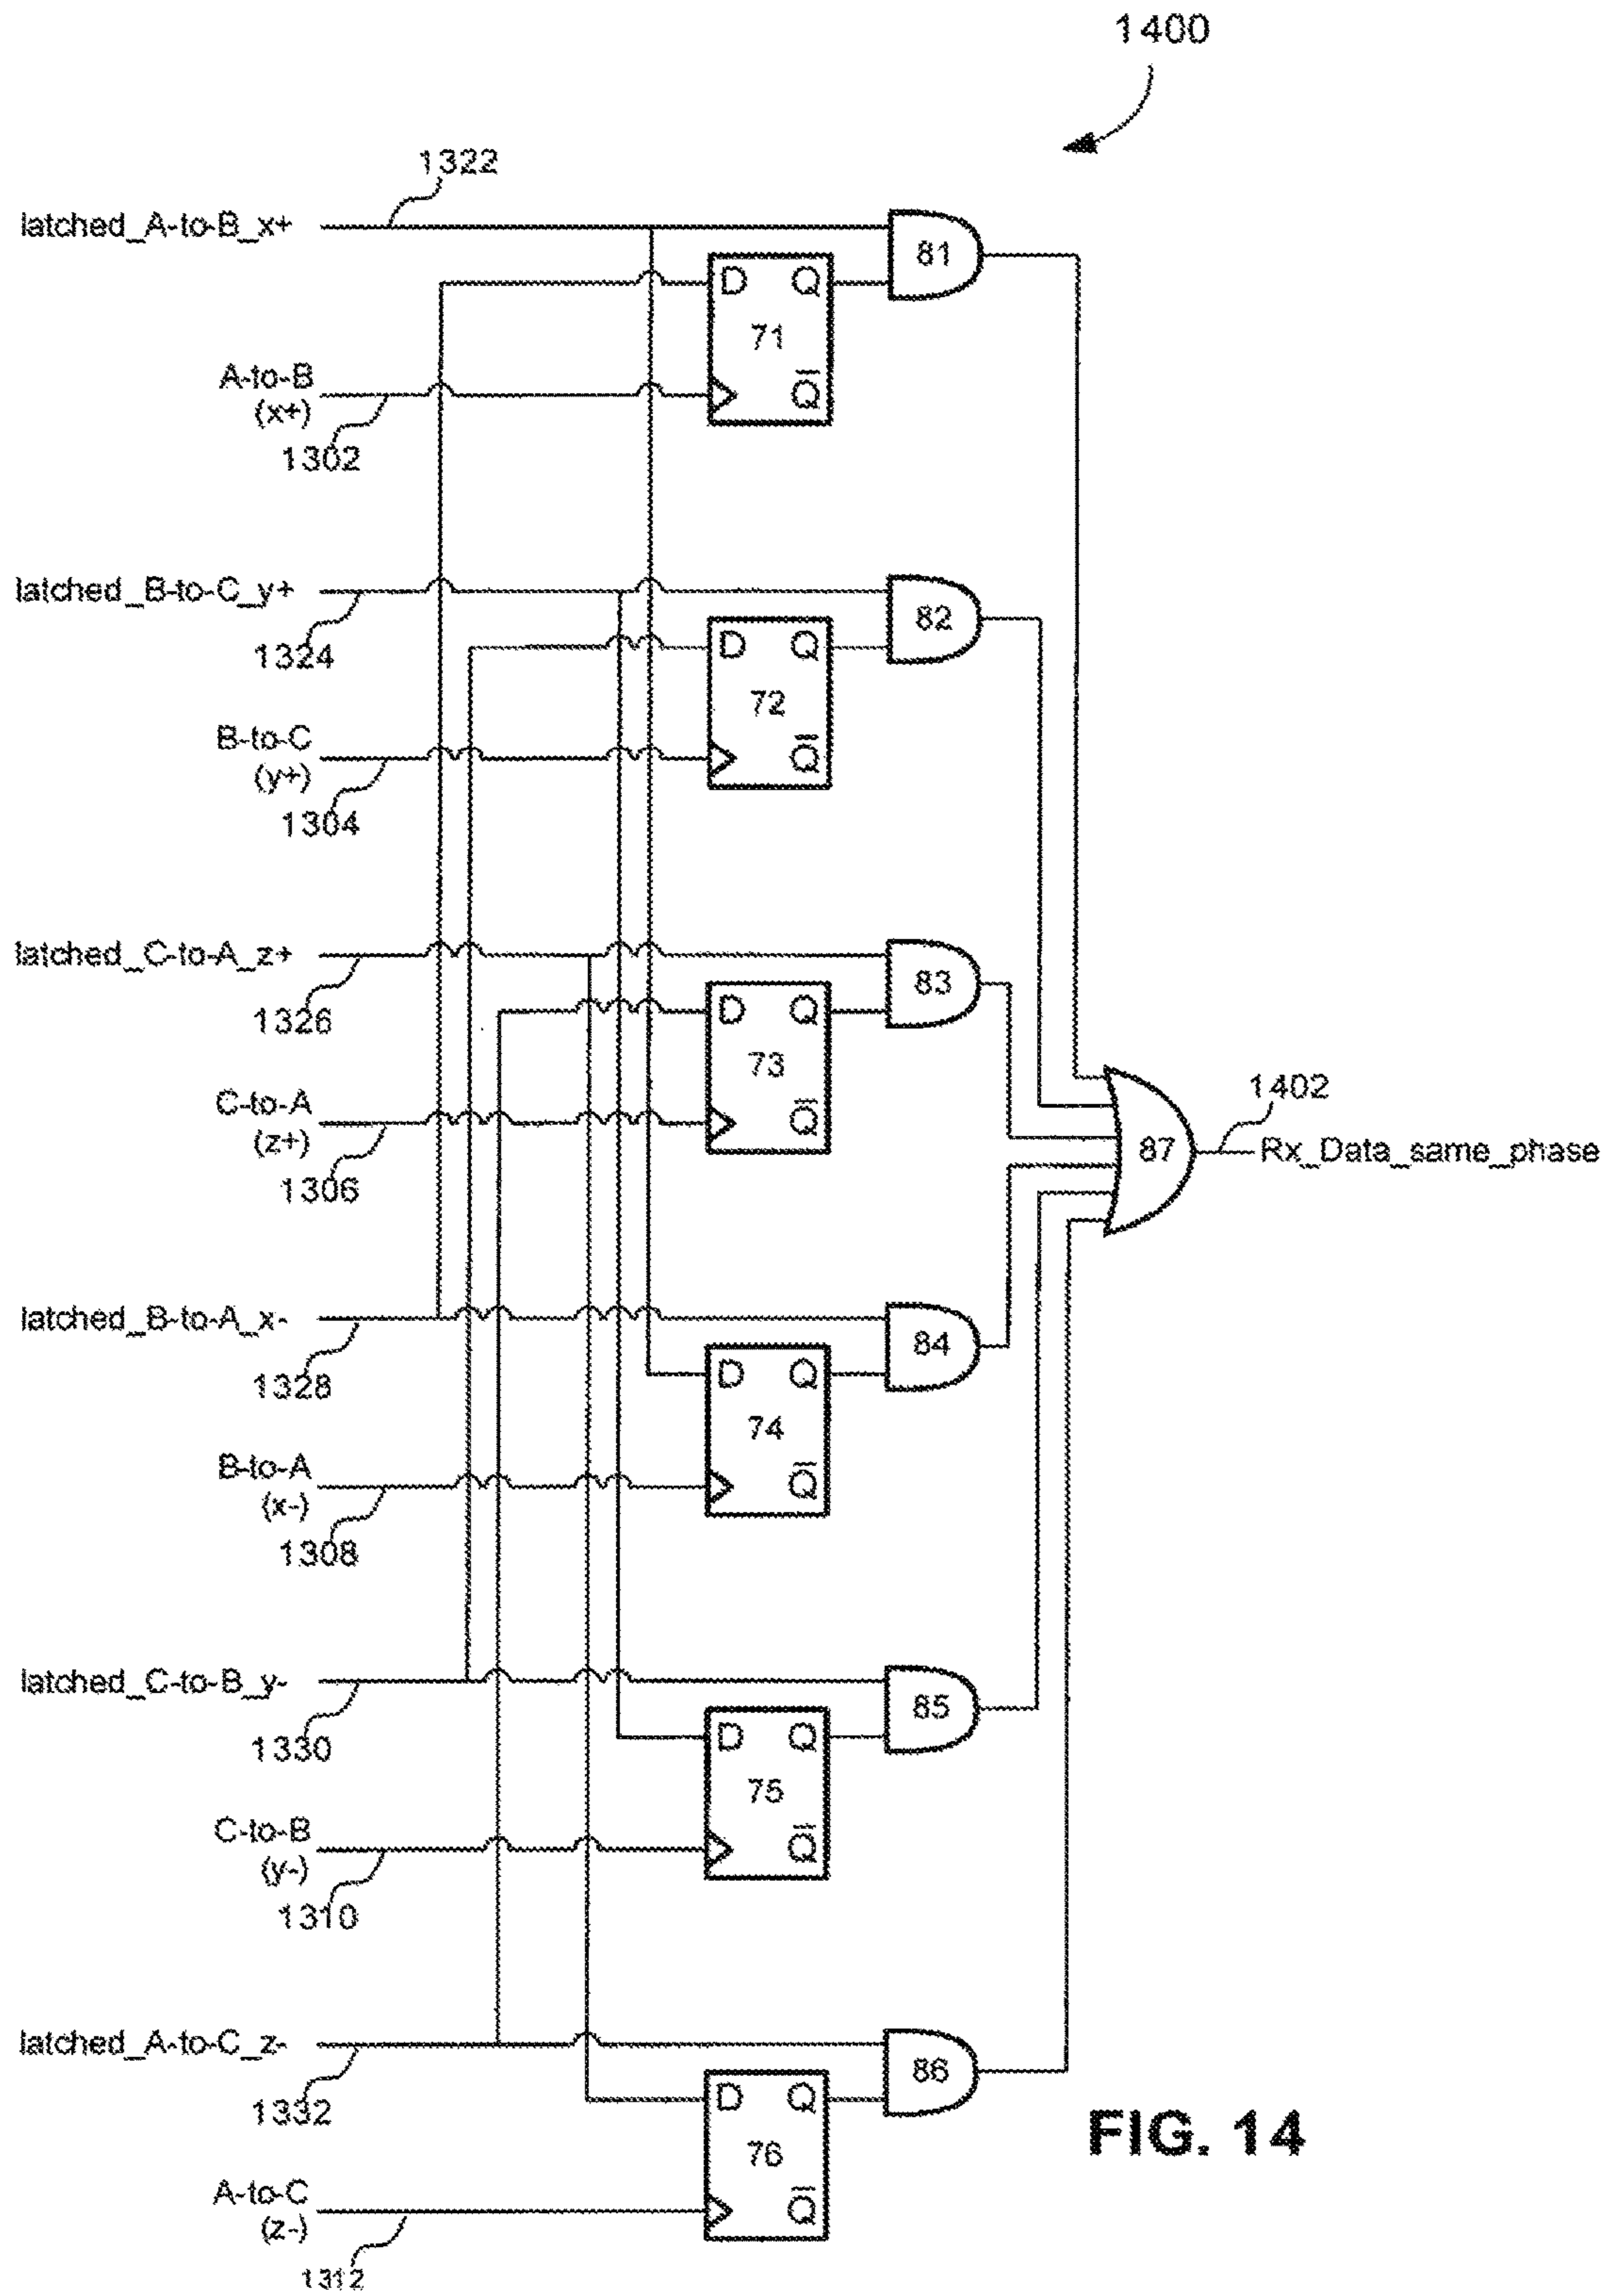 1400
1322
latched_A-to-B_x+
81
D Q
71
A-to-B
(x+)
Q
1302
latched_B-to-C_y+
82
1324
D Q
72
B-to-C
(y+)
Q
1304
latched_C-to-A_z+
83
1326
D Q
73
C-to-A
(z+)
Q
1306
1402
87
Rx_Data_same_phase
latched_B-to-A_x-
84
1328
D Q
74
B-to-A
(x-)
Q
1308
latched_C-to-B_y-
85
1330
D Q
75
C-to-B
(y-)
Q
1310
latched_A-to-C_z-
86
1332
D Q
76
A-to-C
(z-)
Q
1312
FIG. 14